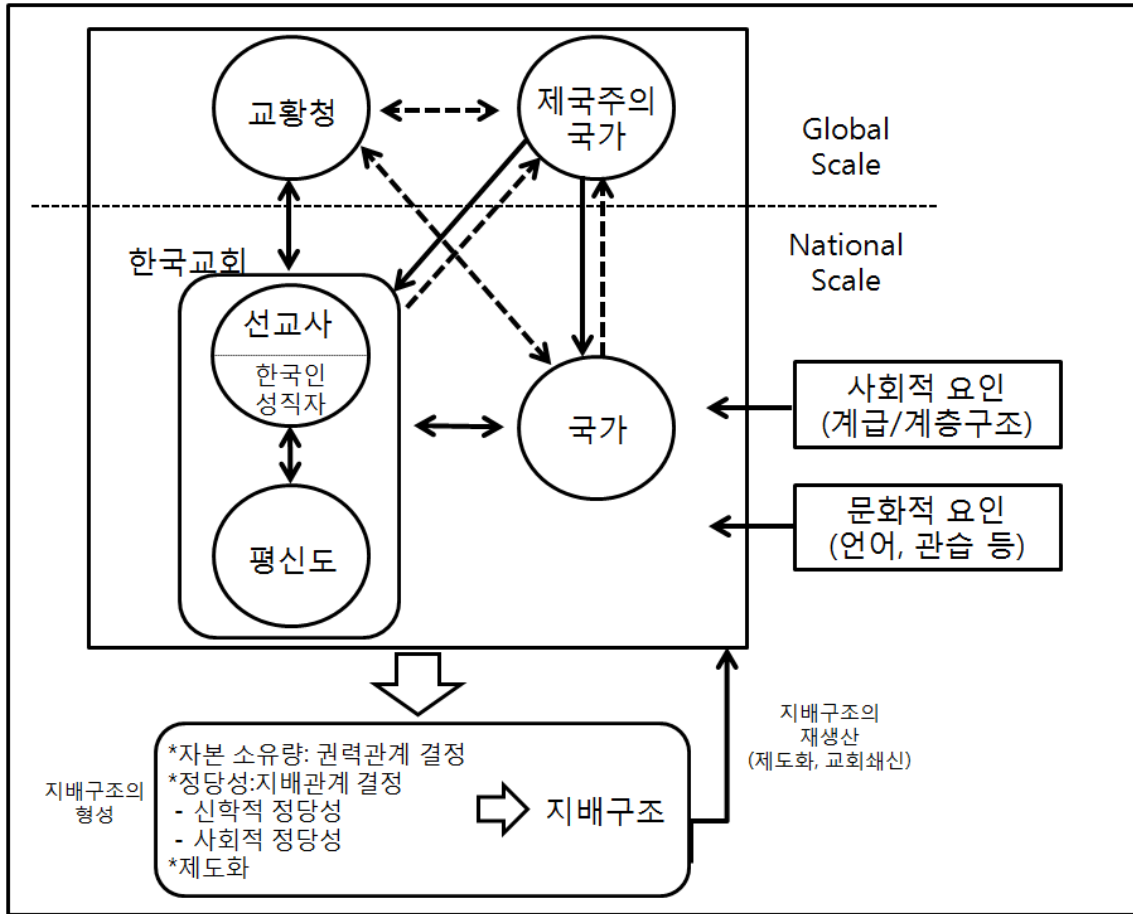 교황청
제국주의
국가
Global
Scale
National
Scale
한국교회
선교사
한국인
성직자
평신도
국가
사회적 요인
(계급/계층구조)
문화적 요인
(언어, 관습 등)
지배구조의
형성
*자본 소유량: 권력관계 결정
*정당성:지배관계 결정
- 신학적 정당성
- 사회적 정당성
*제도화
지배구조
지배구조의
재생산
(제도화, 교회쇄신)